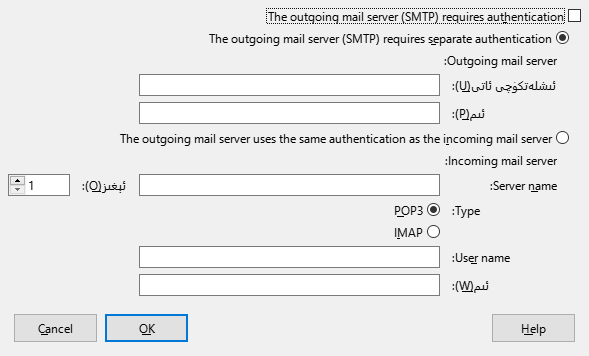 The outgoing mail server (SMTP) requires authentication
The outgoing mail server (SMTP) requires separate authentication
Outgoing mail server:
ئىشلەتكۈچى ئاتى(U):
ئىم(P):
The outgoing mail server uses the same authentication as the incoming mail server
Incoming mail server:
Server name:
ئېغىز(O): 1
Type: POP3
IMAP
User name:
ئىم(W):
Help OK Cancel